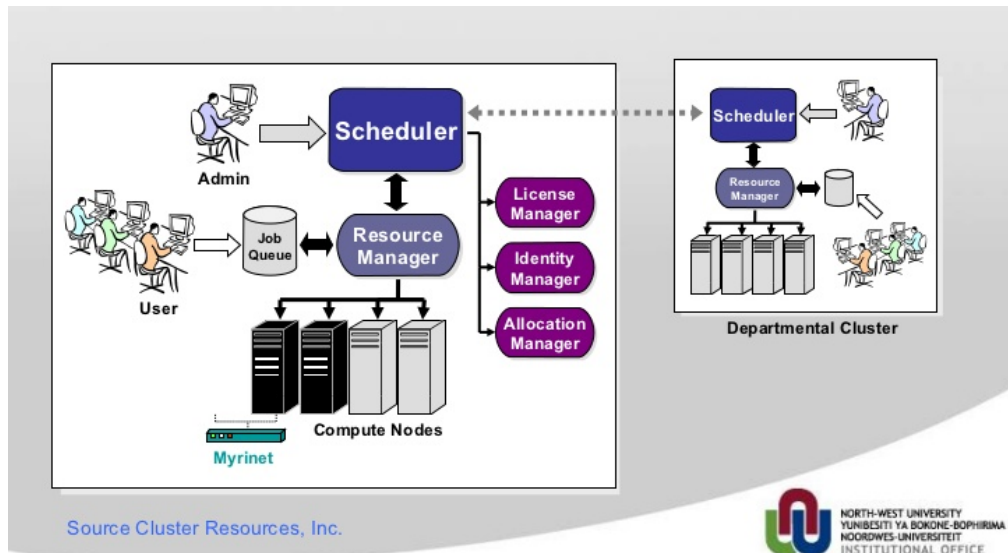 Admin
Scheduler
License
Manager
User
Job
Queue
Resource
Manager
Identity
Manager
Allocation
Manager
Compute Nodes
Myrinet
Scheduler
Resource
Manager
Departmental Cluster
Source Cluster Resources, Inc.
NORTH-WEST UNIVERSITY
YUNIBESITI YA BOKONE-BOPHIRIMA
NOORDWES-UNIVERSITEIT
INSTITUTIONAL OFFICE